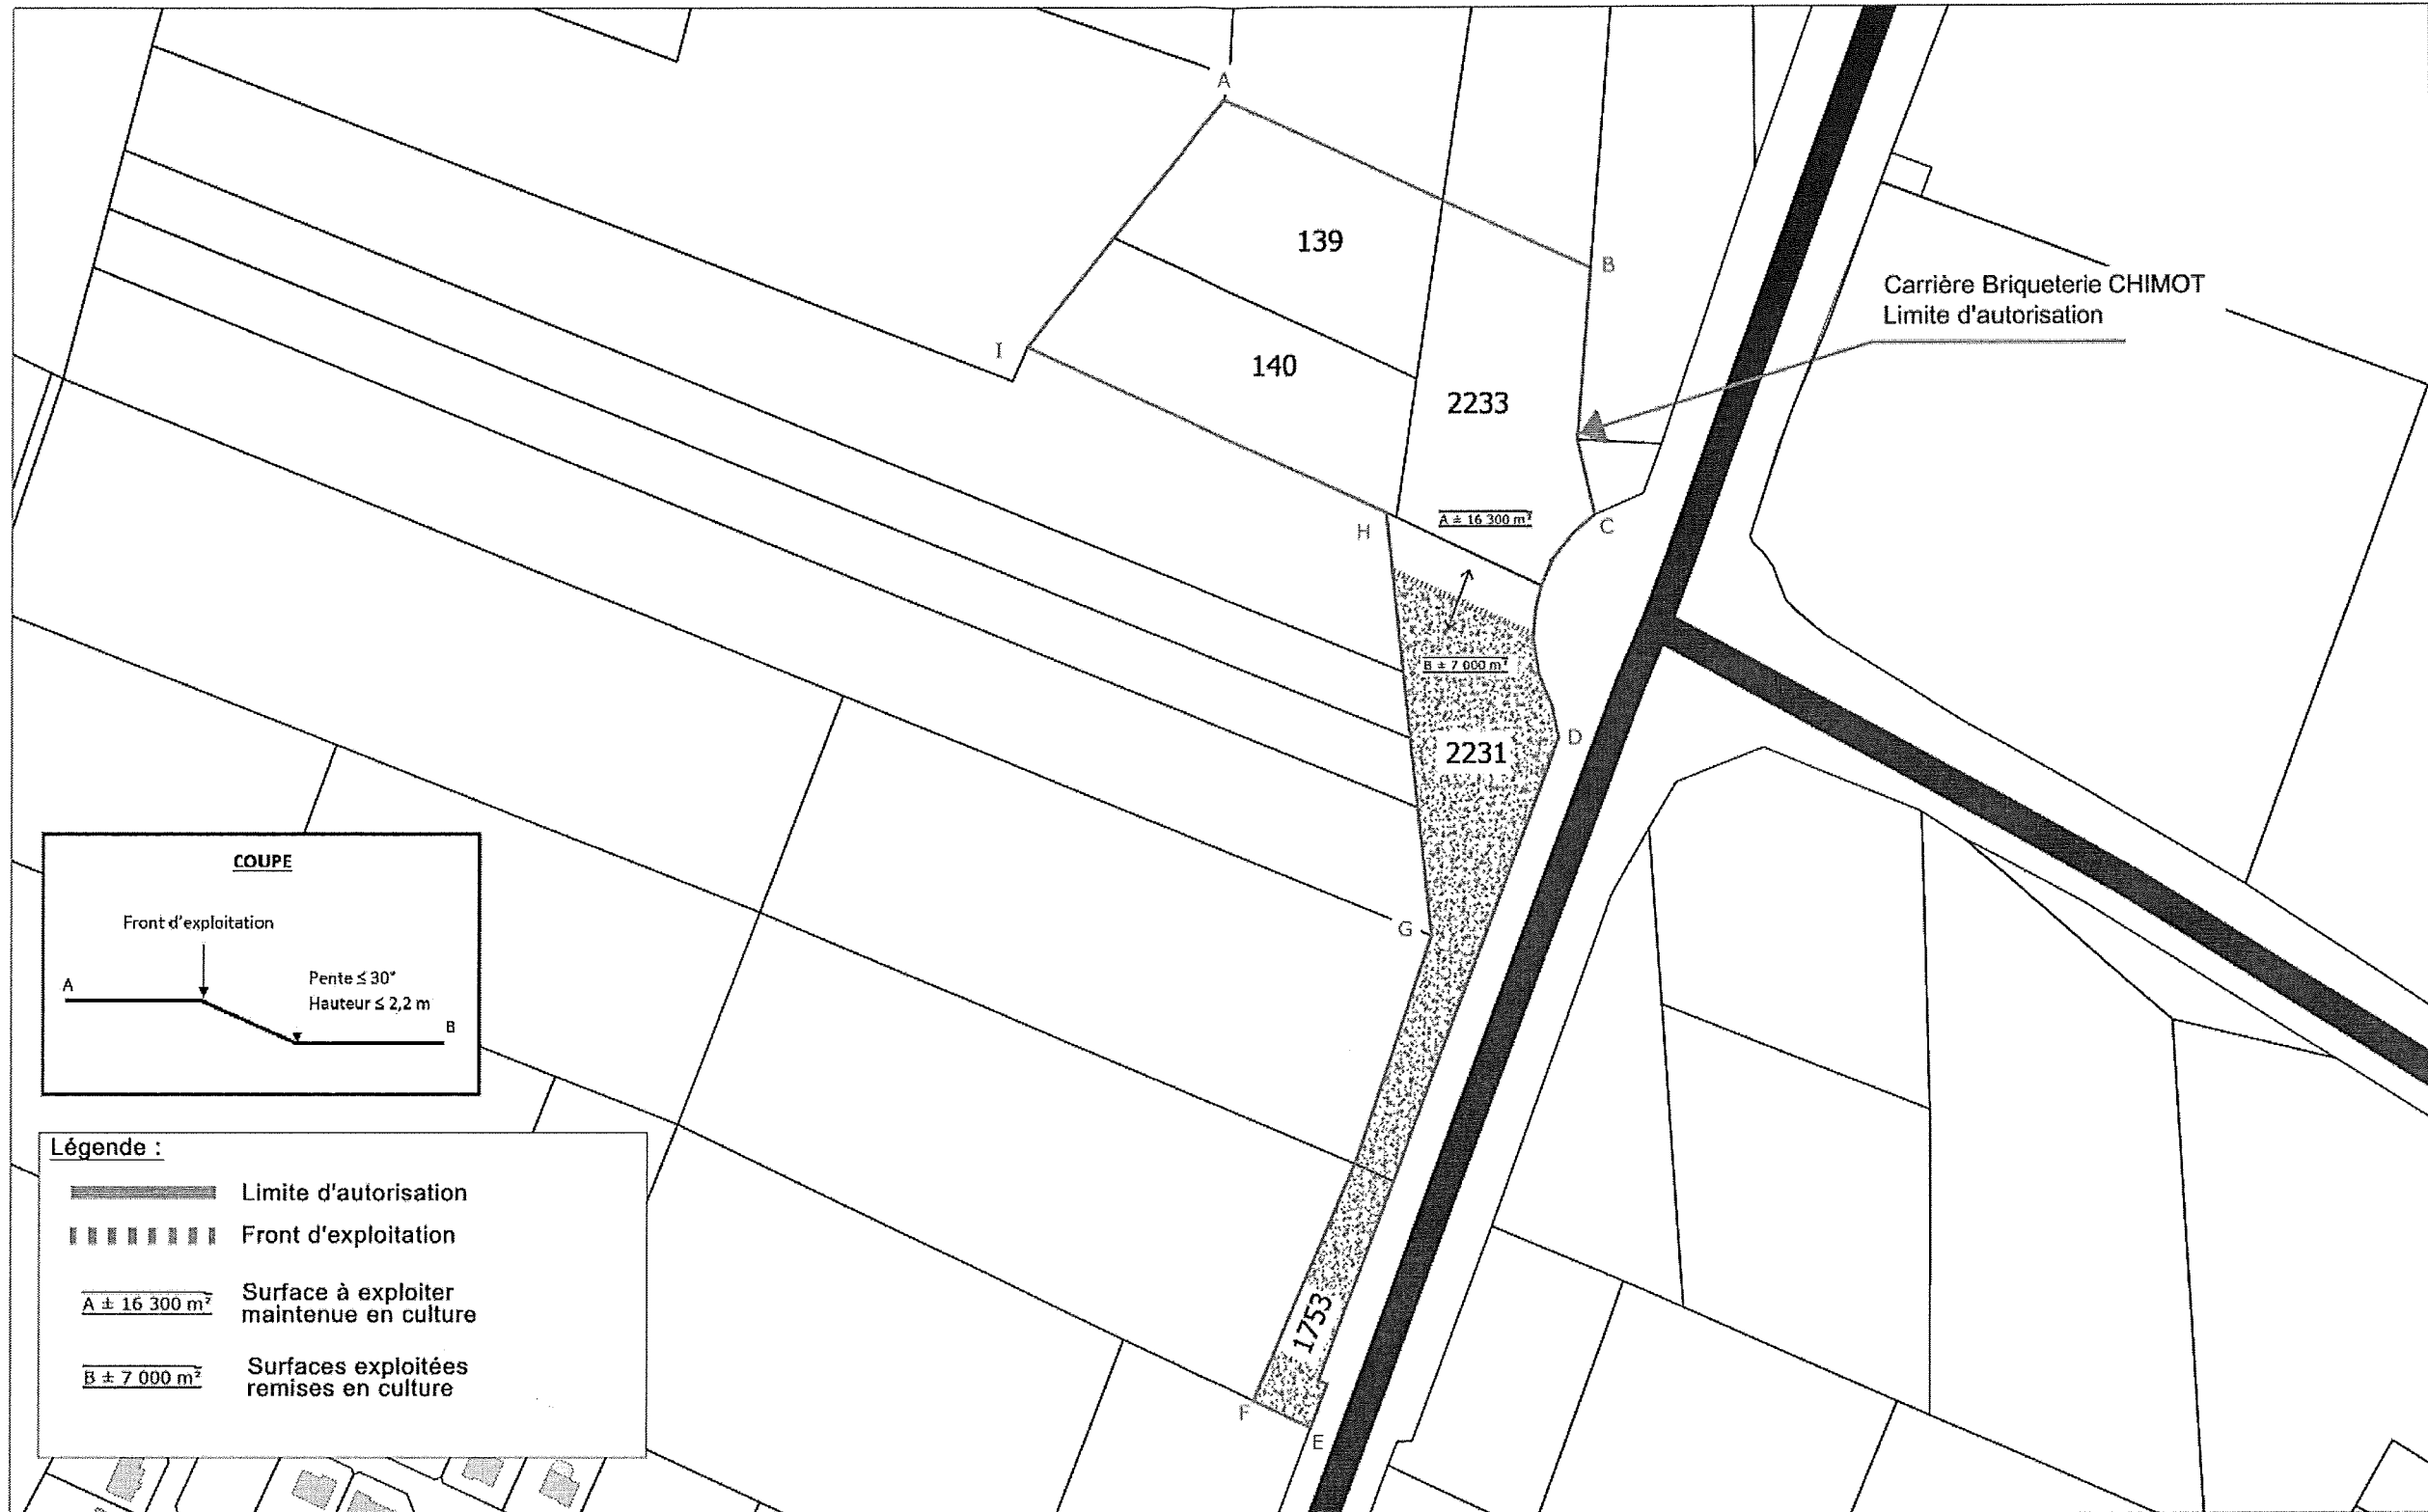 A
139
B
Carrière Briqueterie CHIMOT
Limite d'autorisation
I
140
2233
A ± 16 300 m²
C
H
B ± 7 000 m²
D
2231
G
COUPE
Front d'exploitation
A
Pente ≤ 30°
Hauteur ≤ 2,2 m
B
Légende :
Limite d'autorisation
Front d'exploitation
A ± 16 300 m²
Surface à exploiter
maintenue en culture
B ± 7 000 m²
Surfaces exploitées
remises en culture
1753
F
E